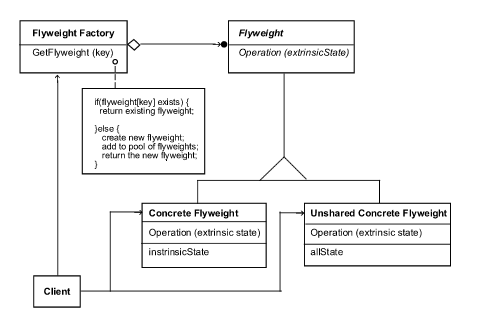 Flyweight Factory
GetFlyweight (key)
Flyweight
Operation (extrinsicState)
if(flyweight[key] exists) {
return existing flyweight;
}else {
create new flyweight;
add to pool of flyweights;
return the new flyweight;
}
Concrete Flyweight
Operation (extrinsic state)
instrinsicState
Unshared Concrete Flyweight
Operation (extrinsic state)
allState
Client